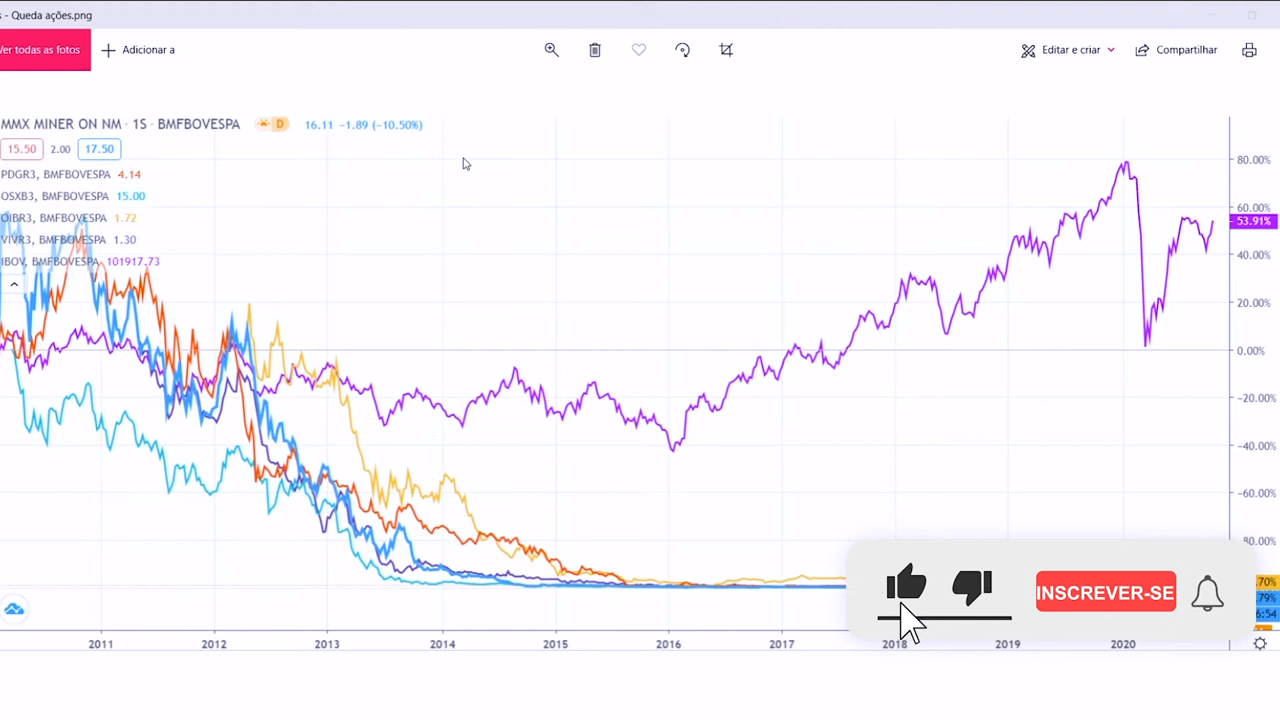 s - Queda ações.png
Ver todas as fotos
Adicionar a
Editar e criar
Compartilhar
MMX MINER ON NM · 1S · BMFBOVESPA
D
16.11 −1.89 (−10.50%)
15.50
2.00
17.50
PDGR3, BMFBOVESPA 4.14
OSXB3, BMFBOVESPA 15.00
OIBR3, BMFBOVESPA 1.72
VIVR3, BMFBOVESPA 1.30
IBOV, BMFBOVESPA 101917.73
80.00%
60.00%
53.91%
40.00%
20.00%
0.00%
−20.00%
−40.00%
−60.00%
80.00%
.70%
.79%
6:54
INSCREVER-SE
2011
2012
2013
2014
2015
2016
2017
2018
2019
2020